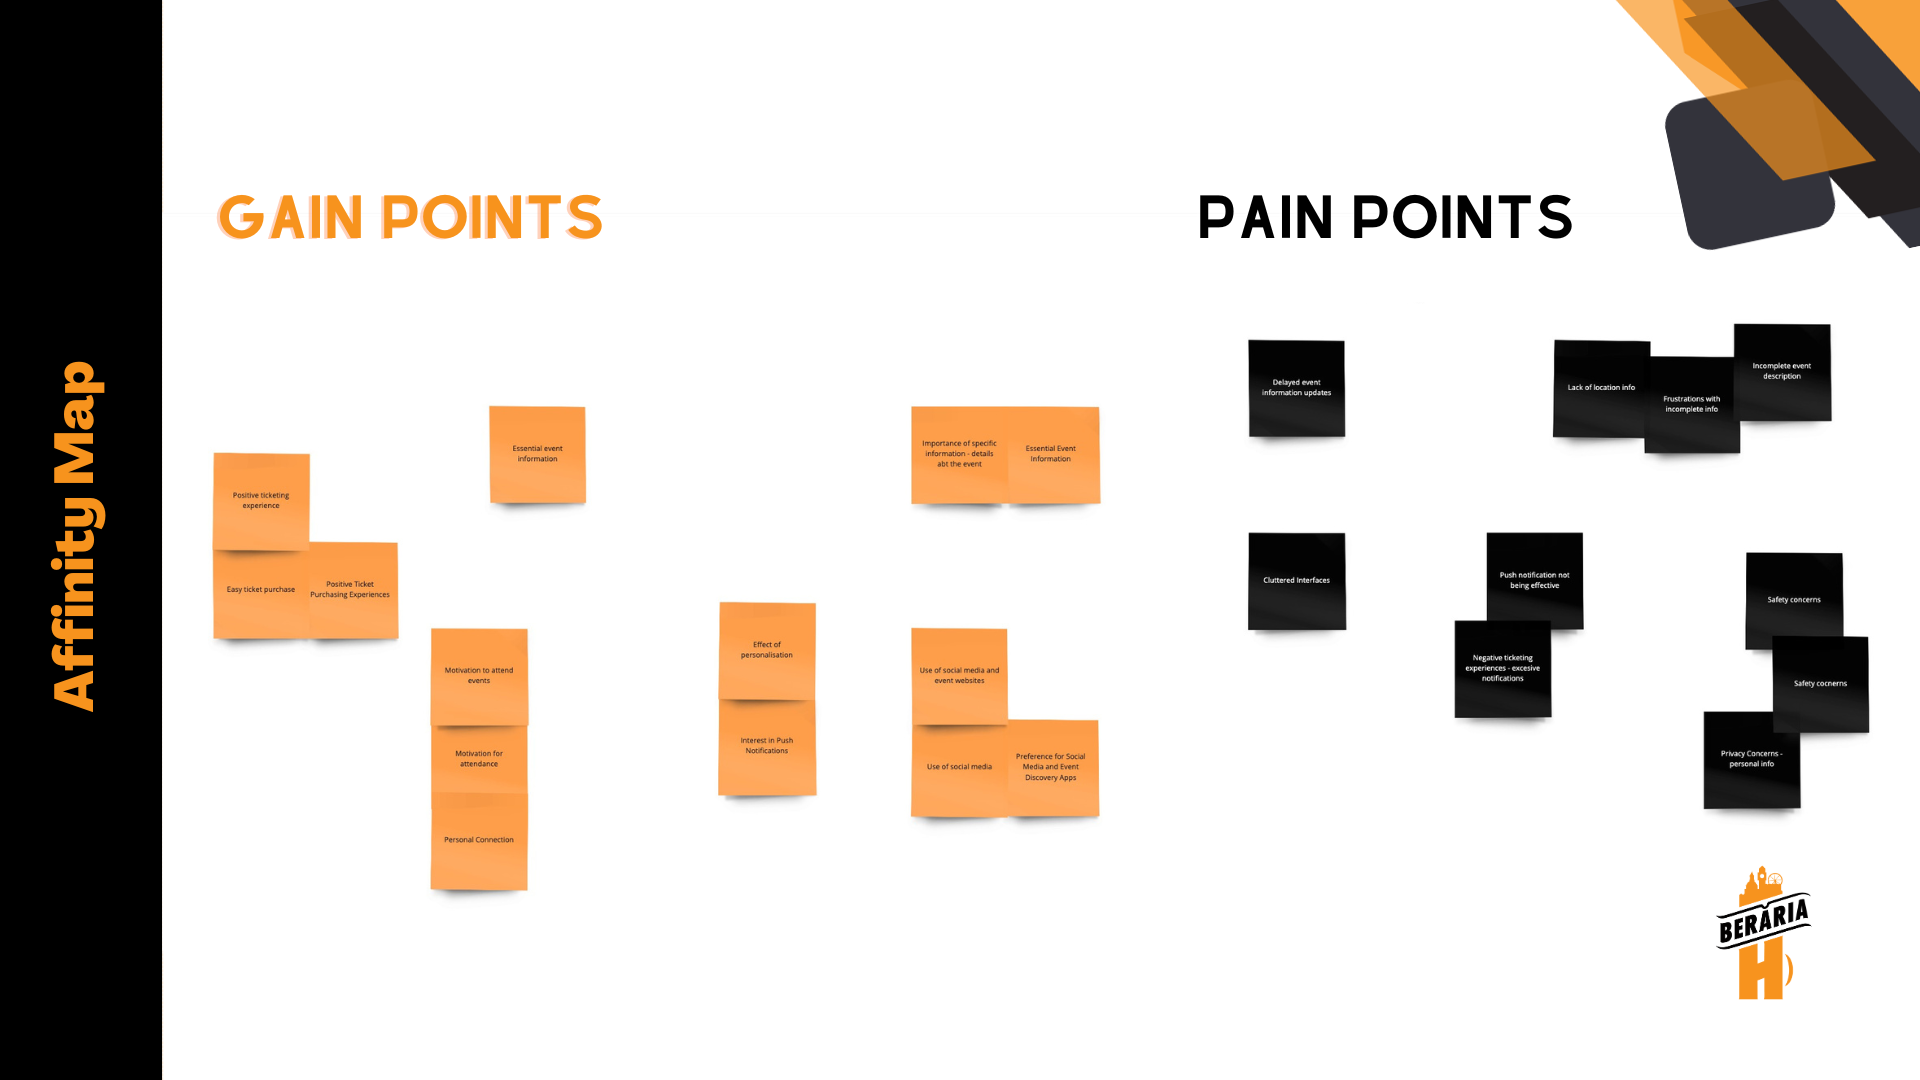 Affinity Map
GAIN POINTS
Positive ticketing
experience
Easy ticket purchase
Positive Ticket
Purchasing Experiences
Essential event
information
Motivation to attend
events
Motivation for
attendance
Personal Connection
Effect of
personalisation
Interest in Push
Notifications
Importance of specific
information - details
abt the event
Essential Event
Information
Use of social media and
event websites
Use of social media
Preference for Social
Media and Event
Discovery Apps
PAIN POINTS
Delayed event
information updates
Lack of location info
Frustrations with
incomplete info
Incomplete event
description
Cluttered Interfaces
Push notification not
being effective
Negative ticketing
experiences - excesive
notifications
Safety concerns
Safety cocnerns
Privacy Concerns -
personal info
BERĂRIA
H